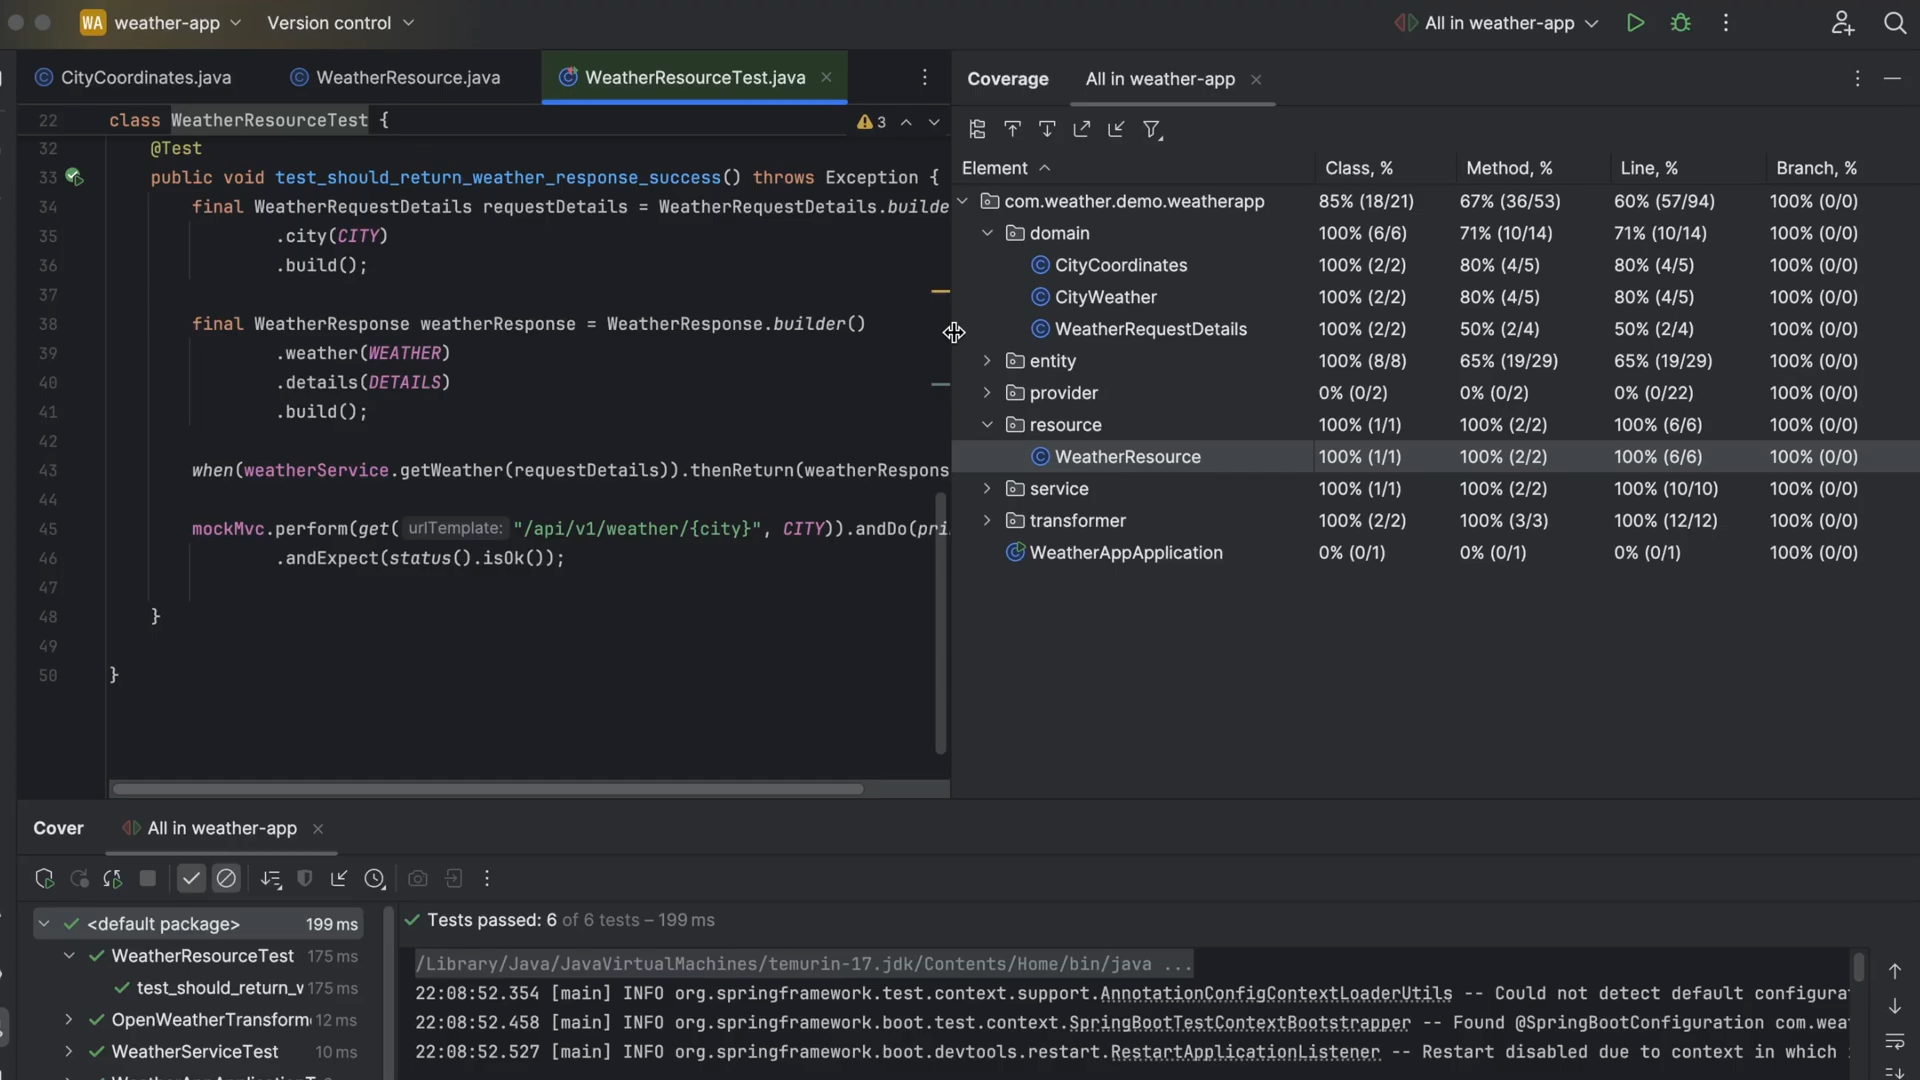 WA weather-app Version control All in weather-app
CityCoordinates.java WeatherResource.java WeatherResourceTest.java
22 class WeatherResourceTest { 3
32 @Test
33 public void test_should_return_weather_response_success() throws Exception {
34 final WeatherRequestDetails requestDetails = WeatherRequestDetails.builde
35 .city(CITY)
36 .build();
37
38 final WeatherResponse weatherResponse = WeatherResponse.builder()
39 .weather(WEATHER)
40 .details(DETAILS)
41 .build();
42
43 when(weatherService.getWeather(requestDetails)).thenReturn(weatherRespons
44
45 mockMvc.perform(get( urlTemplate: "/api/v1/weather/{city}", CITY)).andDo(pri
46 .andExpect(status().isOk());
47
48 }
49
50 }
Coverage All in weather-app
Element Class, % Method, % Line, % Branch, %
com.weather.demo.weatherapp 85% (18/21) 67% (36/53) 60% (57/94) 100% (0/0)
domain 100% (6/6) 71% (10/14) 71% (10/14) 100% (0/0)
CityCoordinates 100% (2/2) 80% (4/5) 80% (4/5) 100% (0/0)
CityWeather 100% (2/2) 80% (4/5) 80% (4/5) 100% (0/0)
WeatherRequestDetails 100% (2/2) 50% (2/4) 50% (2/4) 100% (0/0)
entity 100% (8/8) 65% (19/29) 65% (19/29) 100% (0/0)
provider 0% (0/2) 0% (0/2) 0% (0/22) 100% (0/0)
resource 100% (1/1) 100% (2/2) 100% (6/6) 100% (0/0)
WeatherResource 100% (1/1) 100% (2/2) 100% (6/6) 100% (0/0)
service 100% (1/1) 100% (2/2) 100% (10/10) 100% (0/0)
transformer 100% (2/2) 100% (3/3) 100% (12/12) 100% (0/0)
WeatherAppApplication 0% (0/1) 0% (0/1) 0% (0/1) 100% (0/0)
Cover All in weather-app
<default package> 199 ms
WeatherResourceTest 175 ms
test_should_return_v 175 ms
OpenWeatherTransform 12 ms
WeatherServiceTest 10 ms
Tests passed: 6 of 6 tests – 199 ms
/Library/Java/JavaVirtualMachines/temurin-17.jdk/Contents/Home/bin/java ...
22:08:52.354 [main] INFO org.springframework.test.context.support.AnnotationConfigContextLoaderUtils -- Could not detect default configura
22:08:52.458 [main] INFO org.springframework.boot.test.context.SpringBootTestContextBootstrapper -- Found @SpringBootConfiguration com.wea
22:08:52.527 [main] INFO org.springframework.boot.devtools.restart.RestartApplicationListener -- Restart disabled due to context in which